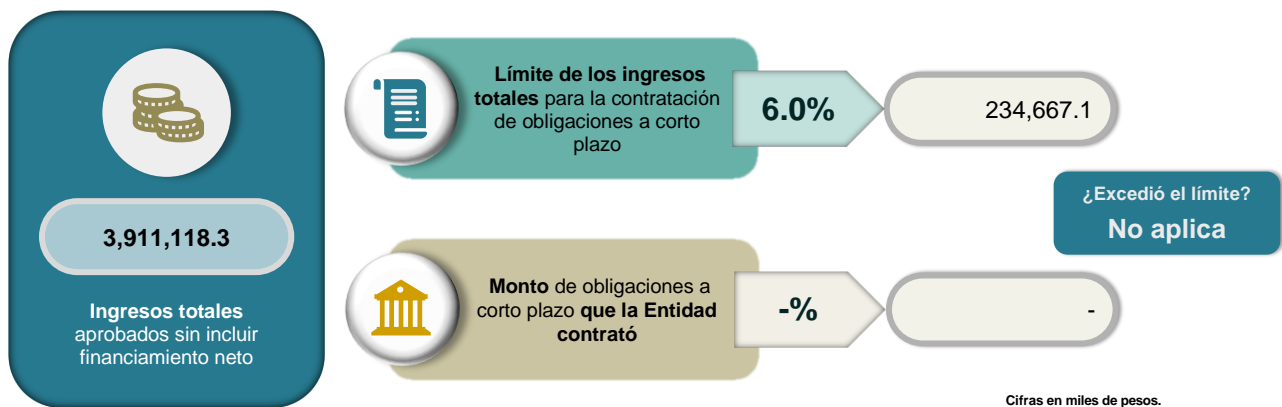 3,911,118.3
Ingresos totales
aprobados sin incluir
financiamiento neto
Límite de los ingresos
totales para la contratación
de obligaciones a corto
plazo
6.0%
234,667.1
¿Excedió el límite?
No aplica
Monto de obligaciones a
corto plazo que la Entidad
contrató
-%
-
Cifras en miles de pesos.